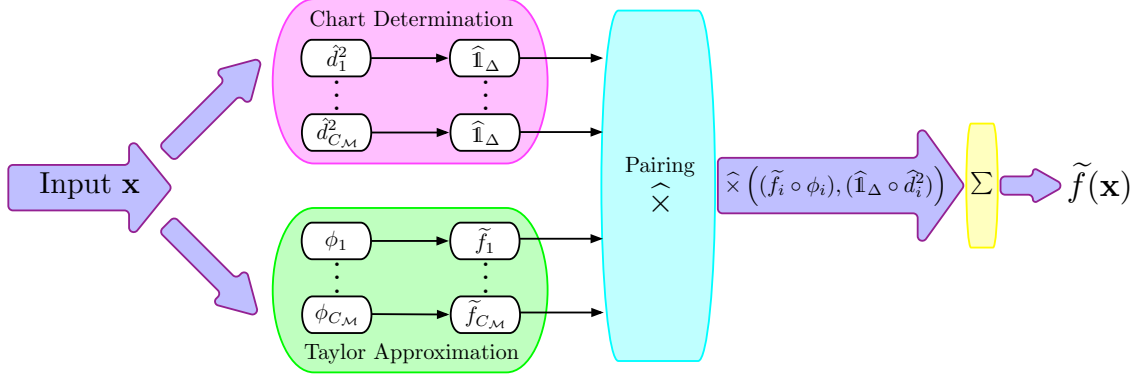 Chart Determination
d̂²₁ 𝟙̂_Δ
d̂²_{C_ℳ} 𝟙̂_Δ
Input 𝐱
Pairing
×̂
×̂ ((f̃ᵢ ∘ φᵢ), (𝟙̂_Δ ∘ d̂²ᵢ))
Σ
f̃(𝐱)
ϕ₁ f̃₁
ϕ_{C_ℳ} f̃_{C_ℳ}
Taylor Approximation